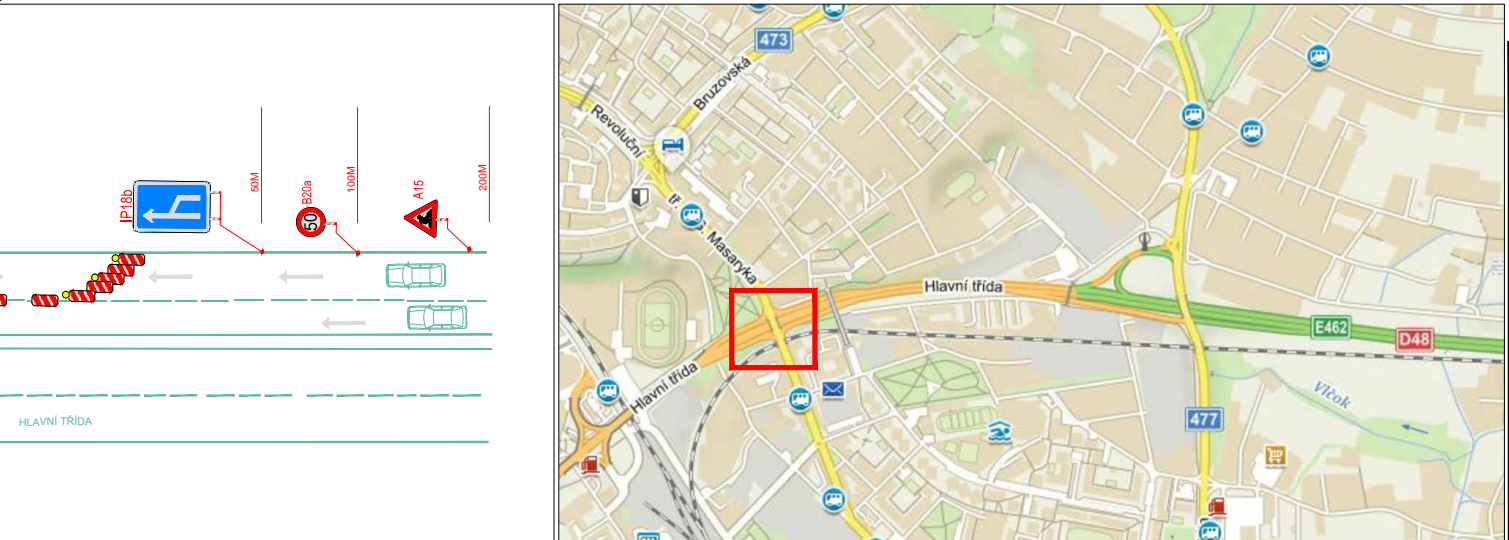 IP18b
50M
50
B20a
100M
A15
200M
HLAVNÍ TŘÍDA
473
Bruzovská
Revoluční
Masaryka
Hlavní třída
E462
D48
Hlavní třída
Vlčok
477